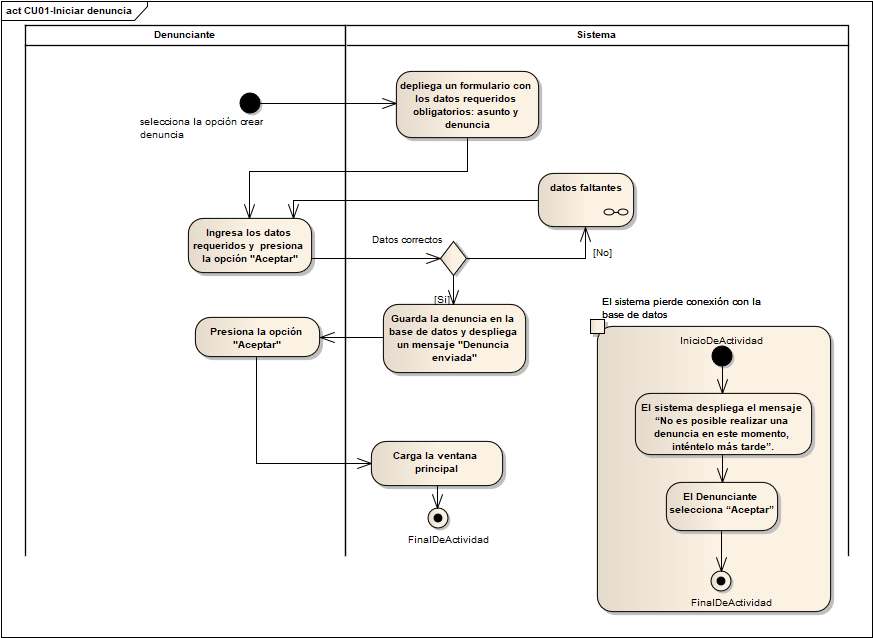 act CU01-Iniciar denuncia
Denunciante
Sistema
depliega un formulario con
los datos requeridos
obligatorios: asunto y
denuncia
selecciona la opción crear
denuncia
datos faltantes
Ingresa los datos
requeridos y presiona
la opción "Aceptar"
Datos correctos
[No]
[Si]
Guarda la denuncia en la
base de datos y despliega
un mensaje "Denuncia
enviada"
Presiona la opción
"Aceptar"
Carga la ventana
principal
FinalDeActividad
El sistema pierde conexión con la
base de datos
InicioDeActividad
El sistema despliega el mensaje
“No es posible realizar una
denuncia en este momento,
inténtelo más tarde”.
El Denunciante
selecciona “Aceptar”
FinalDeActividad